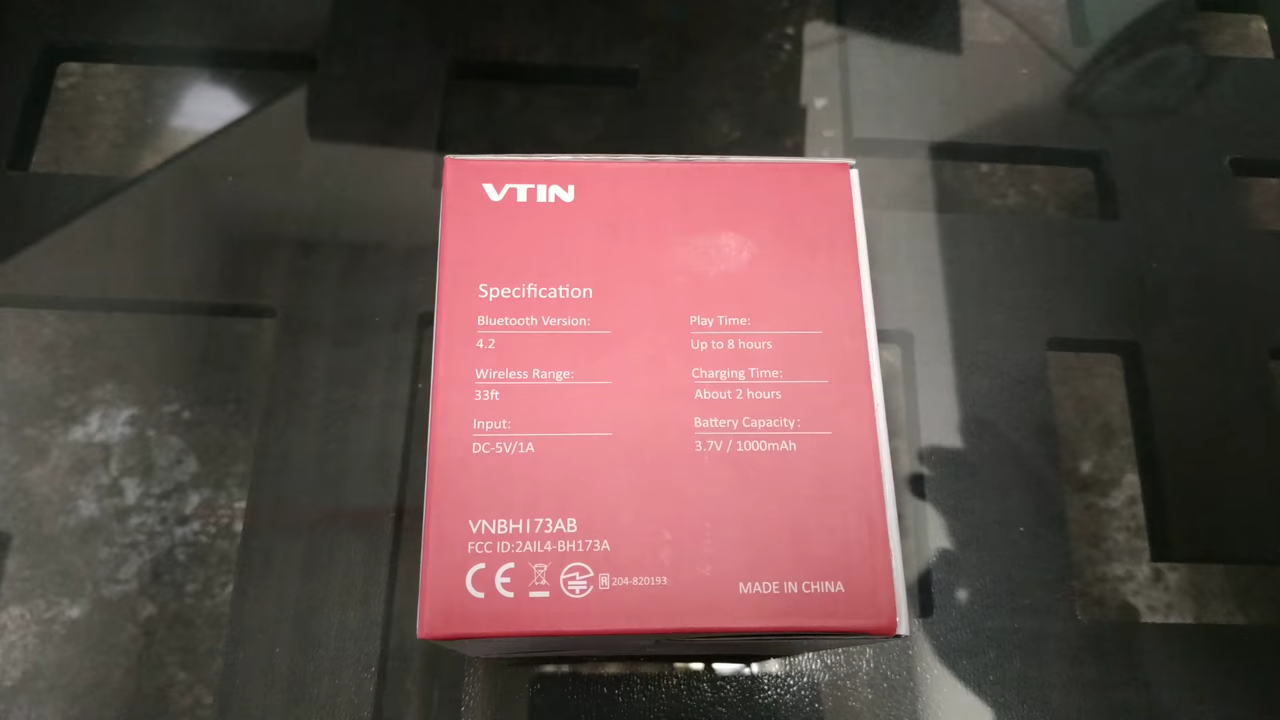 VTIN
Specification
Bluetooth Version:
4.2
Wireless Range:
33ft
Input:
DC-5V/1A
Play Time:
Up to 8 hours
Charging Time:
About 2 hours
Battery Capacity:
3.7V / 1000mAh
VNBH173AB
FCC ID:2AIL4-BH173A
CE R 204-820193
MADE IN CHINA